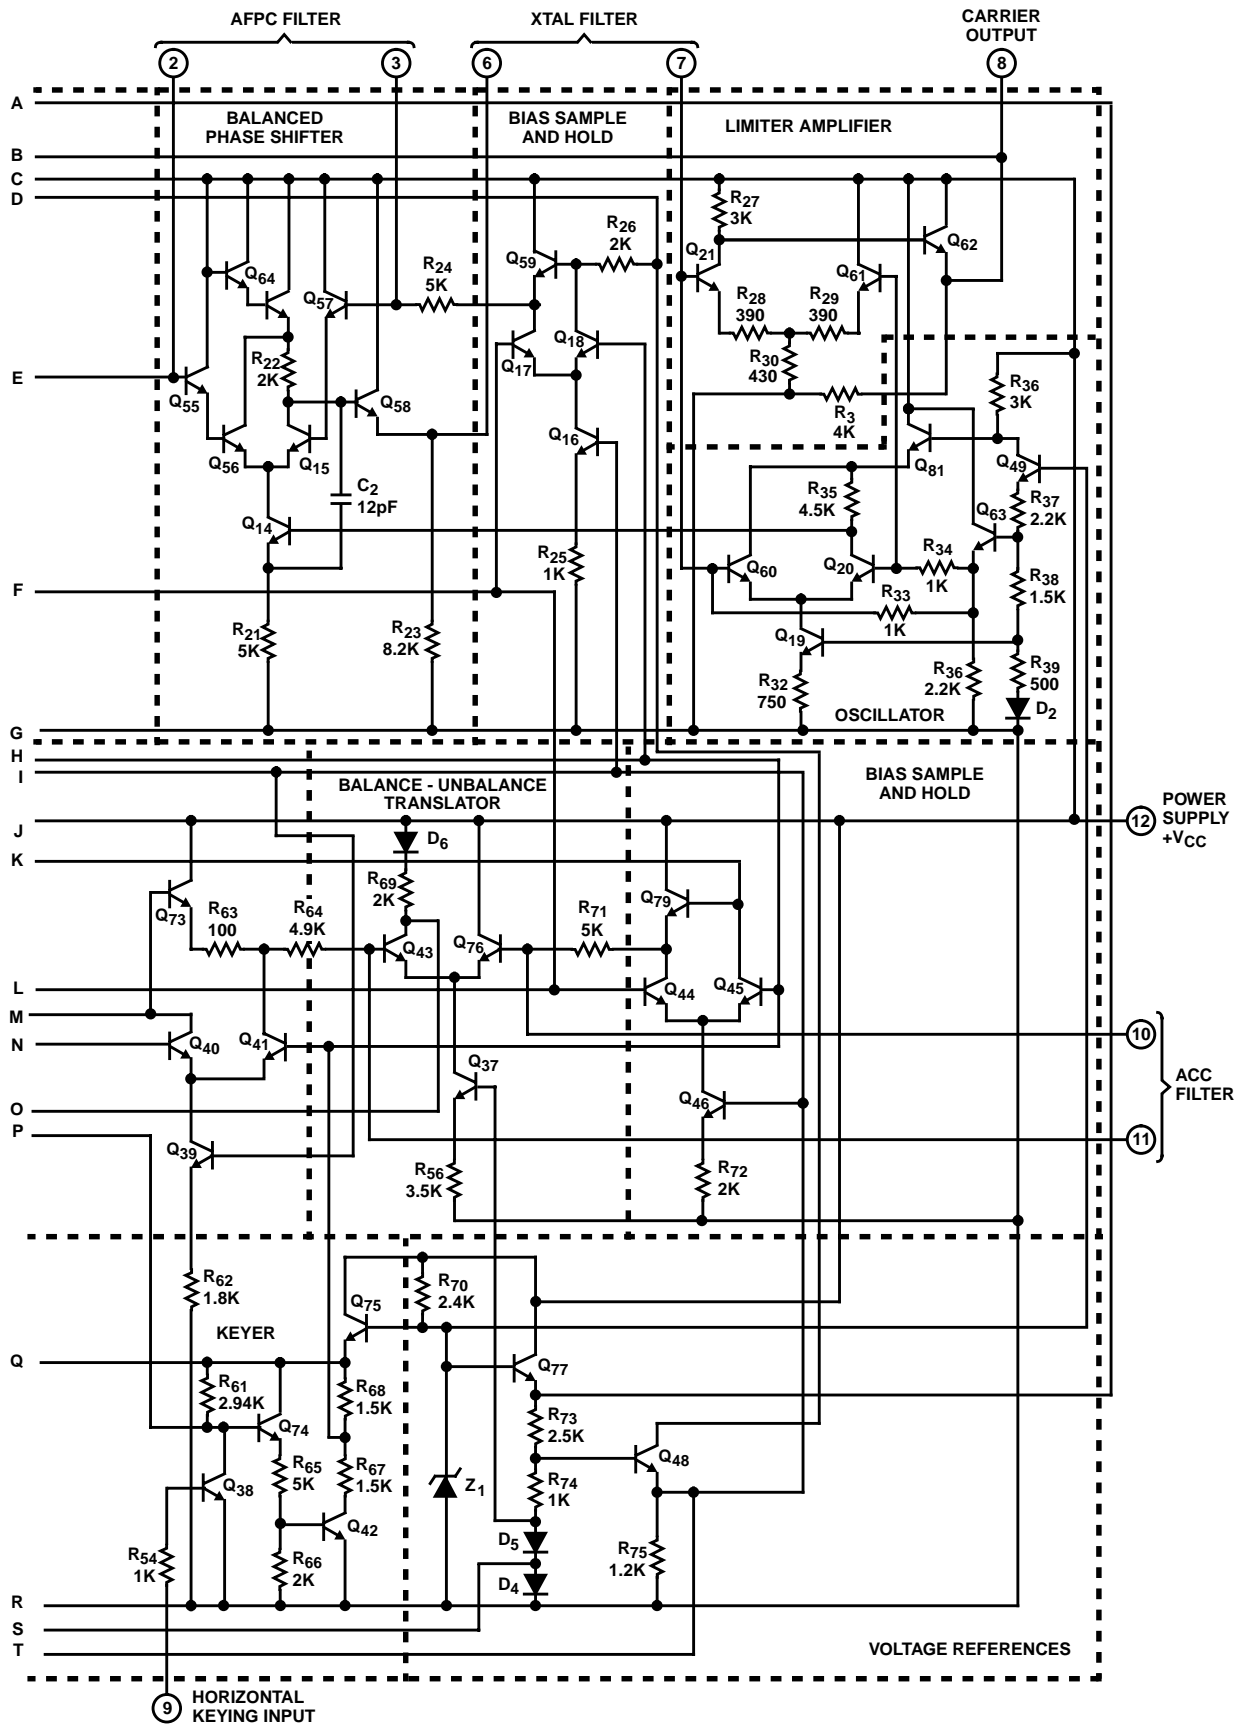 AFPC FILTER
XTAL FILTER
CARRIER
OUTPUT
2
3
6
7
8
A
BALANCED
PHASE SHIFTER
BIAS SAMPLE
AND HOLD
LIMITER AMPLIFIER
B
C
D
R27
3K
R26
2K
Q62
Q64
Q59
Q21
Q61
R24
5K
Q57
R28
390
R29
390
Q17
Q18
R22
2K
R30
430
E
Q55
Q58
R36
3K
R3
4K
Q56
Q15
Q16
Q81
Q49
C2
12pF
R35
4.5K
R37
2.2K
Q14
Q63
R34
1K
R25
1K
Q60
Q20
R38
1.5K
F
R33
1K
R21
5K
R23
8.2K
Q19
R39
500
R32
750
R36
2.2K
D2
G
OSCILLATOR
H
I
BALANCE - UNBALANCE
TRANSLATOR
BIAS SAMPLE
AND HOLD
J
12
POWER
SUPPLY
+VCC
D6
K
R69
2K
Q73
R63
100
R64
4.9K
Q79
R71
5K
Q43
Q76
L
Q44
Q45
M
N
Q40
Q41
10
Q37
ACC
FILTER
O
Q46
P
11
Q39
R56
3.5K
R72
2K
R62
1.8K
R70
2.4K
Q75
KEYER
Q
Q77
R61
2.94K
R68
1.5K
R73
2.5K
Q74
R65
5K
R67
1.5K
Q48
Q38
Z1
R74
1K
Q42
R54
1K
R66
2K
D5
R75
1.2K
D4
R
S
T
VOLTAGE REFERENCES
9
HORIZONTAL
KEYING INPUT